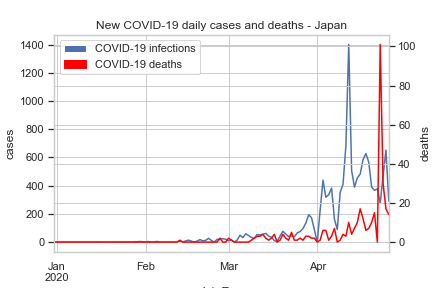 New COVID-19 daily cases and deaths - Japan
COVID-19 infections
COVID-19 deaths
1400
1200
1000
800
600
400
200
0
cases
100
80
60
40
20
0
deaths
Jan
2020
Feb
Mar
Apr